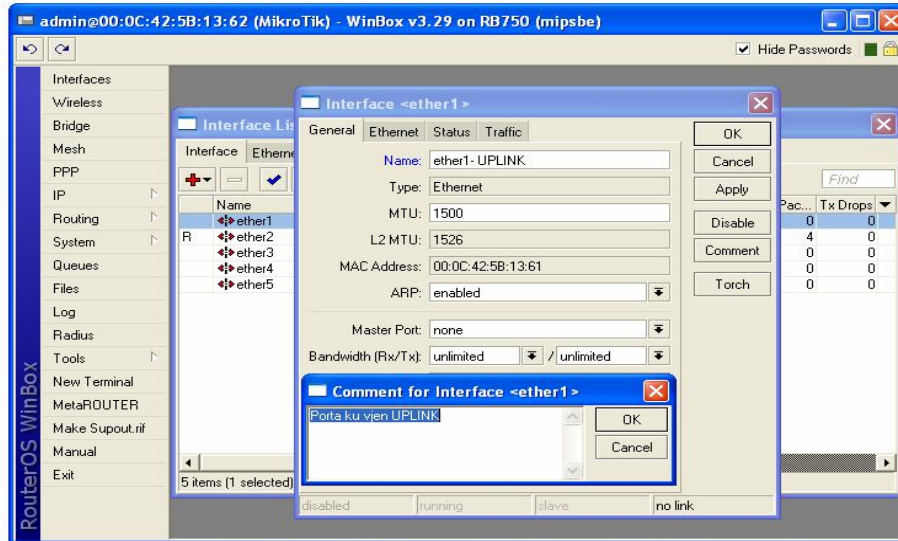 admin@00:0C:42:5B:13:62 (MikroTik) - WinBox v3.29 on RB750 (mipsbe)
Hide Passwords
RouterOS WinBox
Interfaces
Wireless
Bridge
Mesh
PPP
IP
Routing
System
Queues
Files
Log
Radius
Tools
New Terminal
MetaROUTER
Make Supout.rif
Manual
Exit
Interface Lis
Interface Etherne
Find
Name
Pac... Tx Drops
ether1 0 0
R ether2 4 0
ether3 0 0
ether4 0 0
ether5 0 0
5 items (1 selected)
Interface <ether1>
General Ethernet Status Traffic
Name: ether1- UPLINK
Type: Ethernet
MTU: 1500
L2 MTU: 1526
MAC Address: 00:0C:42:5B:13:61
ARP: enabled
Master Port: none
Bandwidth (Rx/Tx): unlimited / unlimited
OK
Cancel
Apply
Disable
Comment
Torch
Comment for Interface <ether1>
Porta ku vjen UPLINK
OK
Cancel
disabled running slave no link